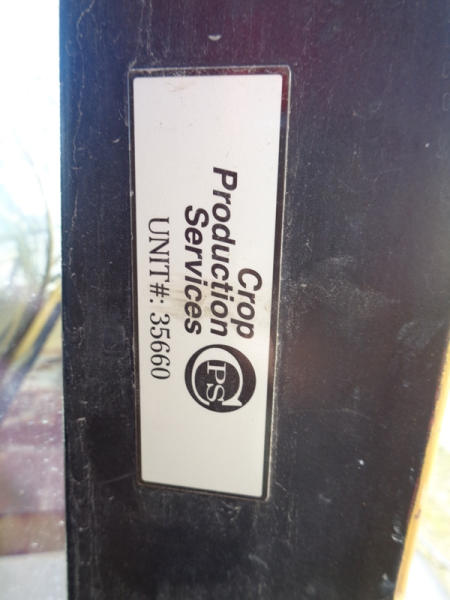 Crop
Production
Services
CPS
UNIT#: 35660